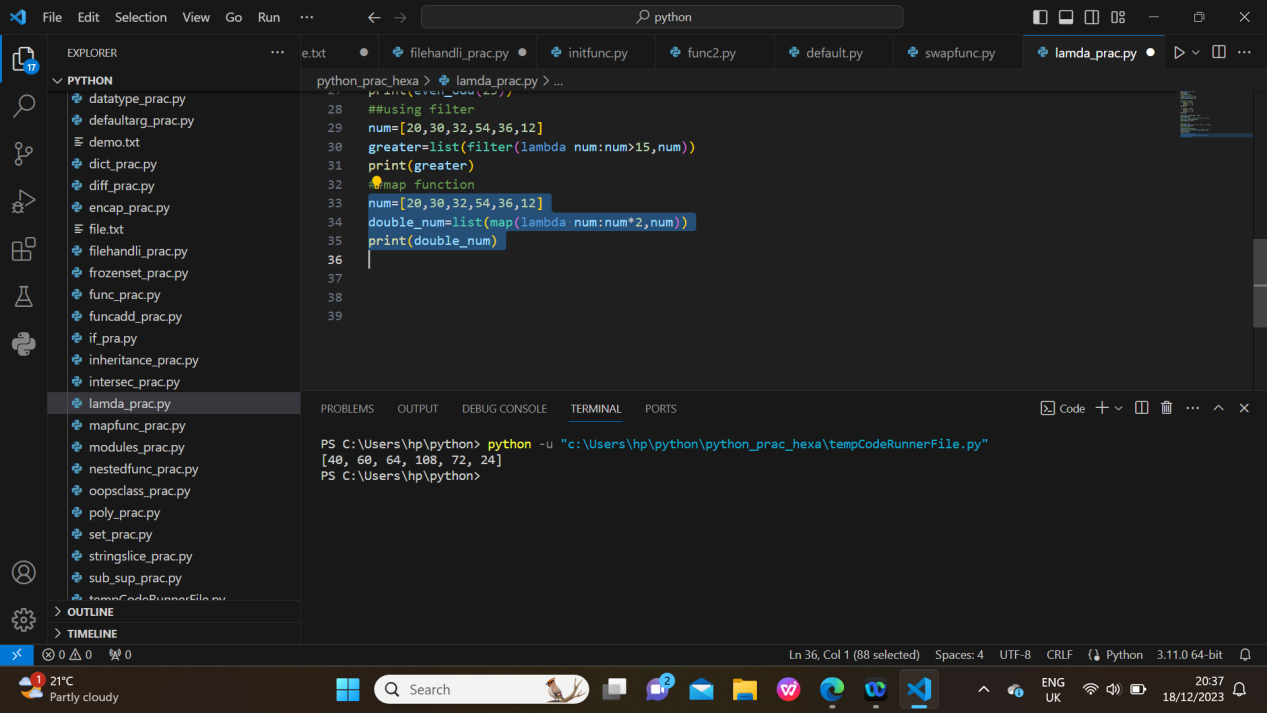 File Edit Selection View Go Run ···
python
EXPLORER ···
e.txt
filehandli_prac.py
initfunc.py
func2.py
default.py
swapfunc.py
lamda_prac.py
PYTHON
python_prac_hexa > lamda_prac.py > ...
datatype_prac.py
defaultarg_prac.py
demo.txt
dict_prac.py
diff_prac.py
encap_prac.py
file.txt
filehandli_prac.py
frozenset_prac.py
func_prac.py
funcadd_prac.py
if_pra.py
inheritance_prac.py
intersec_prac.py
lamda_prac.py
mapfunc_prac.py
modules_prac.py
nestedfunc_prac.py
oopsclass_prac.py
poly_prac.py
set_prac.py
stringslice_prac.py
sub_sup_prac.py
tempCodeRunnerFile.py
OUTLINE
TIMELINE
17
27 print(even_odd(25))
28 ##using filter
29 num=[20,30,32,54,36,12]
30 greater=list(filter(lambda num:num>15,num))
31 print(greater)
32 ##map function
33 num=[20,30,32,54,36,12]
34 double_num=list(map(lambda num:num*2,num))
35 print(double_num)
36
37
38
39
PROBLEMS OUTPUT DEBUG CONSOLE TERMINAL PORTS
Code
PS C:\Users\hp\python> python -u "c:\Users\hp\python\python_prac_hexa\tempCodeRunnerFile.py"
[40, 60, 64, 108, 72, 24]
PS C:\Users\hp\python>
0 0 0
Ln 36, Col 1 (88 selected) Spaces: 4 UTF-8 CRLF Python 3.11.0 64-bit
1
21°C
Partly cloudy
Search
2
ENG
UK
20:37
18/12/2023